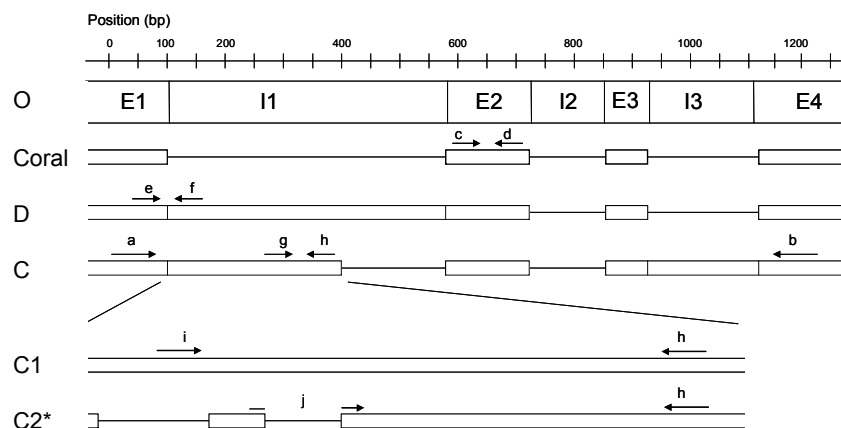 Position (bp)
0 200 400 600 800 1000 1200
O E1 I1 E2 I2 E3 I3 E4
c d
Coral
e f
D
a g h b
C
i h
C1
j h
C2*